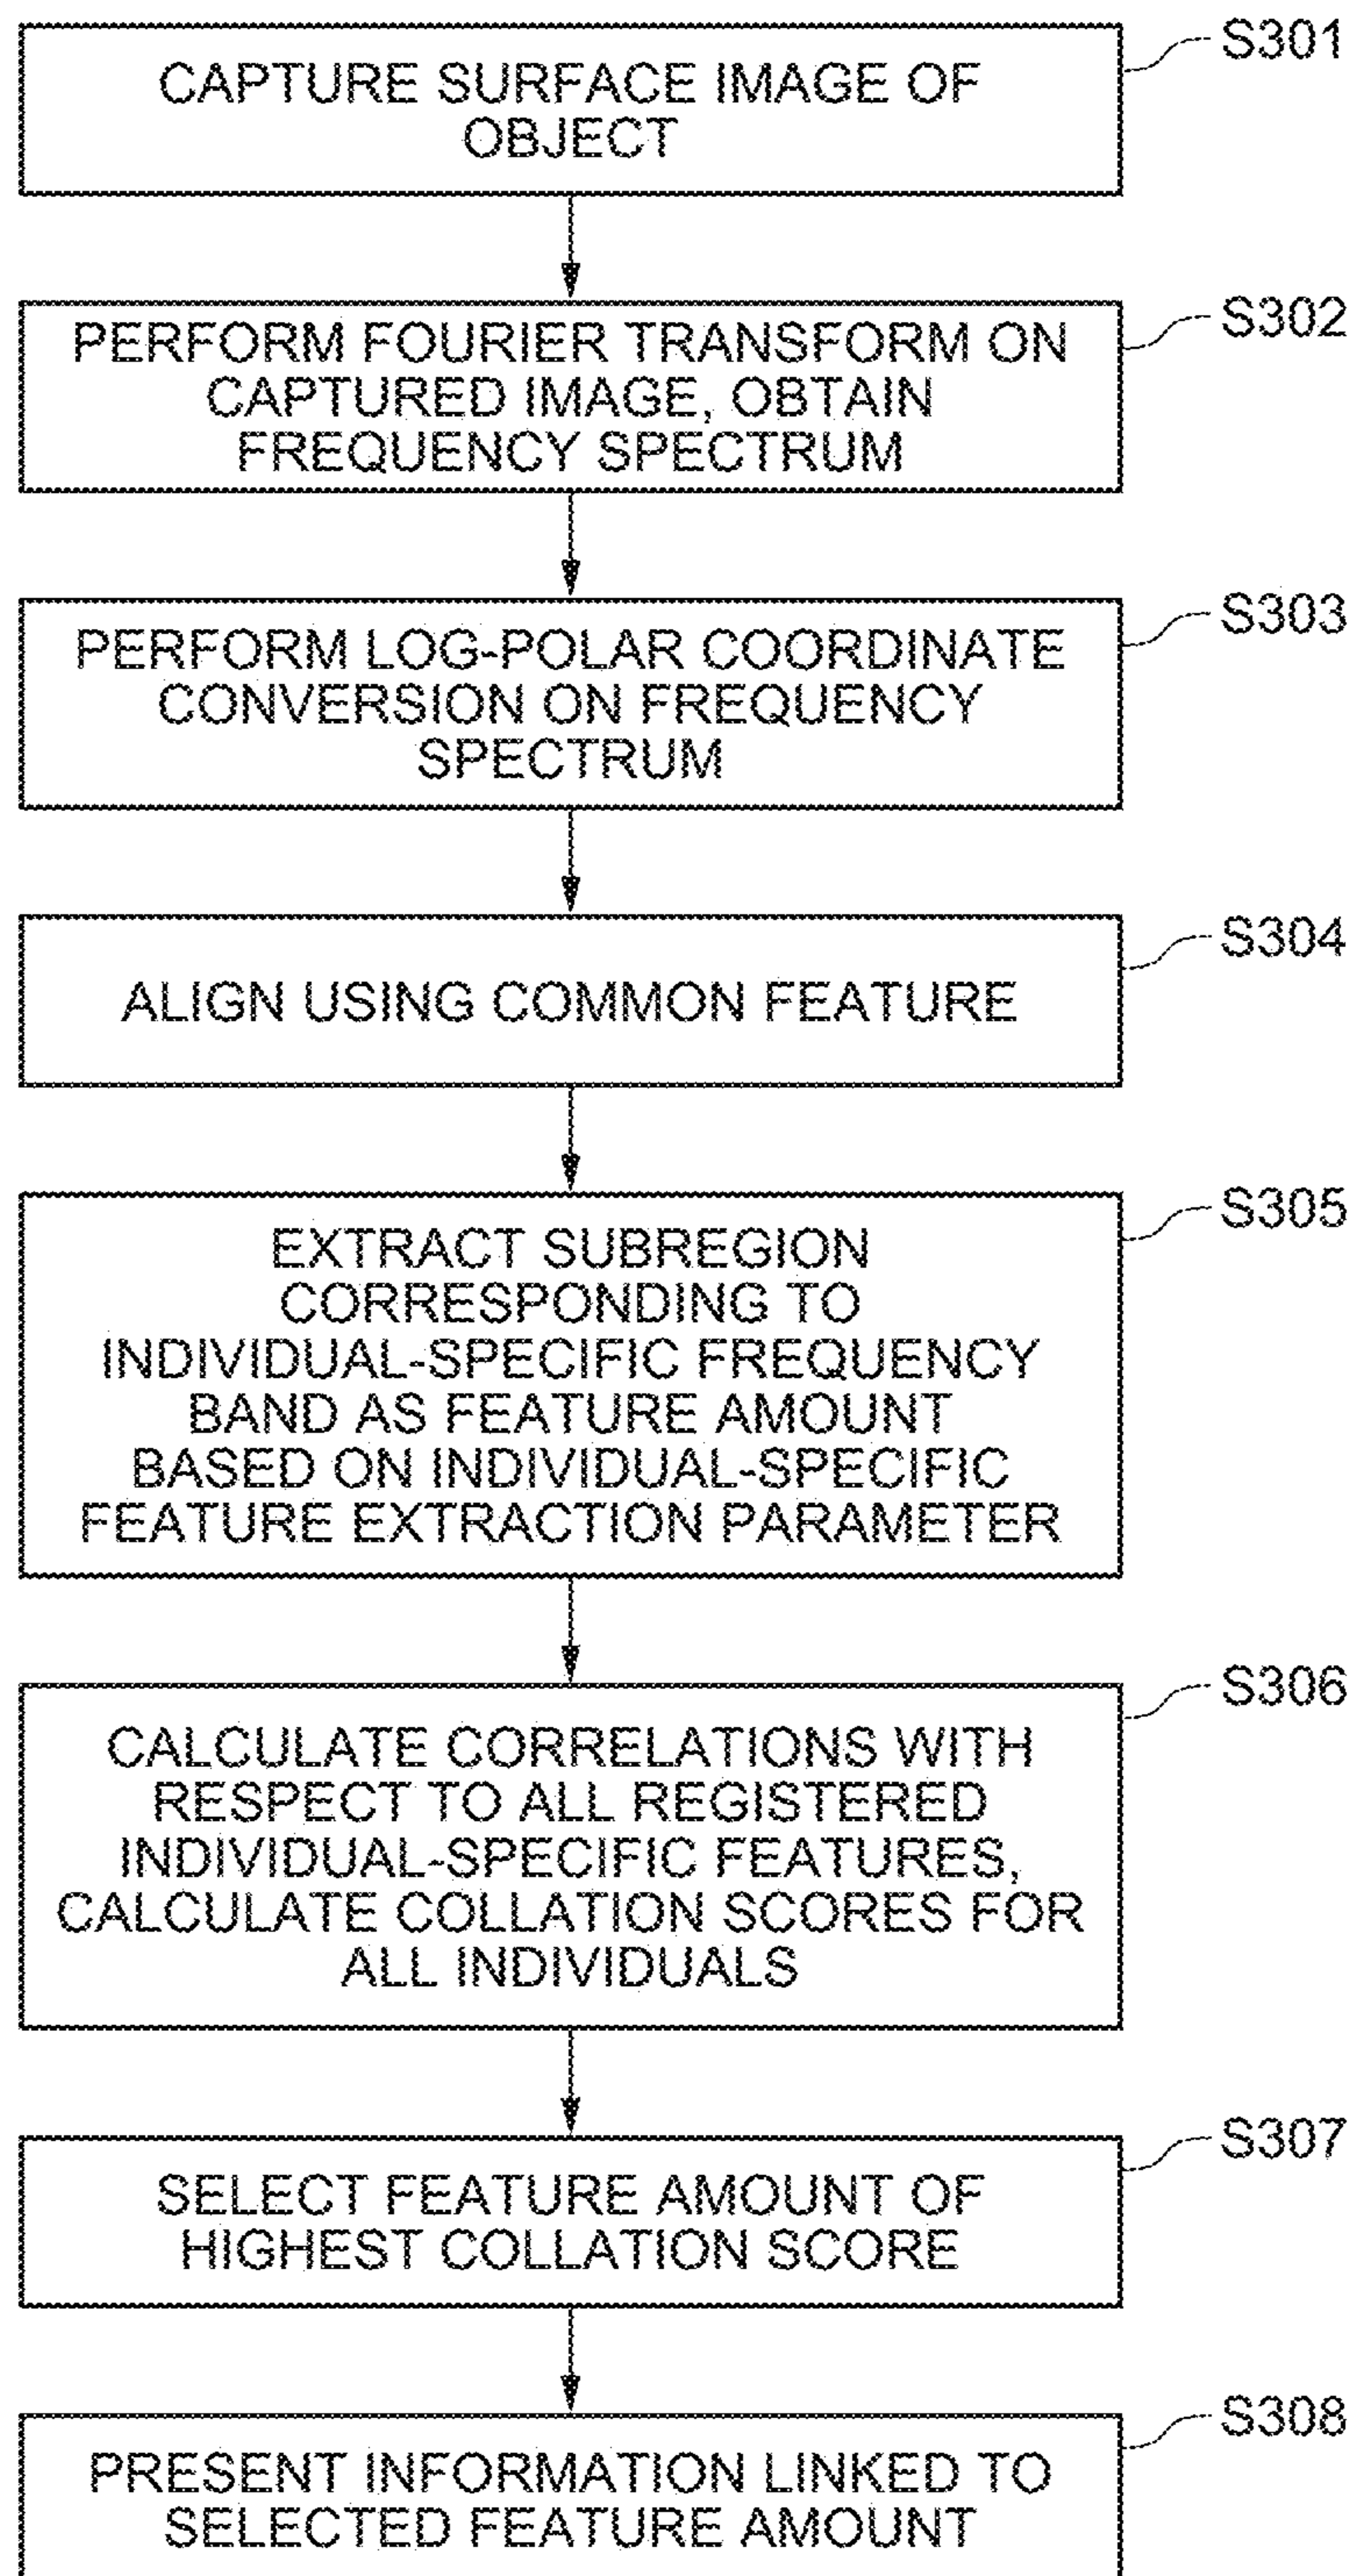 S301
CAPTURE SURFACE IMAGE OF
OBJECT
S302
PERFORM FOURIER TRANSFORM ON
CAPTURED IMAGE, OBTAIN
FREQUENCY SPECTRUM
S303
PERFORM LOG-POLAR COORDINATE
CONVERSION ON FREQUENCY
SPECTRUM
S304
ALIGN USING COMMON FEATURE
S305
EXTRACT SUBREGION
CORRESPONDING TO
INDIVIDUAL-SPECIFIC FREQUENCY
BAND AS FEATURE AMOUNT
BASED ON INDIVIDUAL-SPECIFIC
FEATURE EXTRACTION PARAMETER
S306
CALCULATE CORRELATIONS WITH
RESPECT TO ALL REGISTERED
INDIVIDUAL-SPECIFIC FEATURES,
CALCULATE COLLATION SCORES FOR
ALL INDIVIDUALS
S307
SELECT FEATURE AMOUNT OF
HIGHEST COLLATION SCORE
S308
PRESENT INFORMATION LINKED TO
SELECTED FEATURE AMOUNT